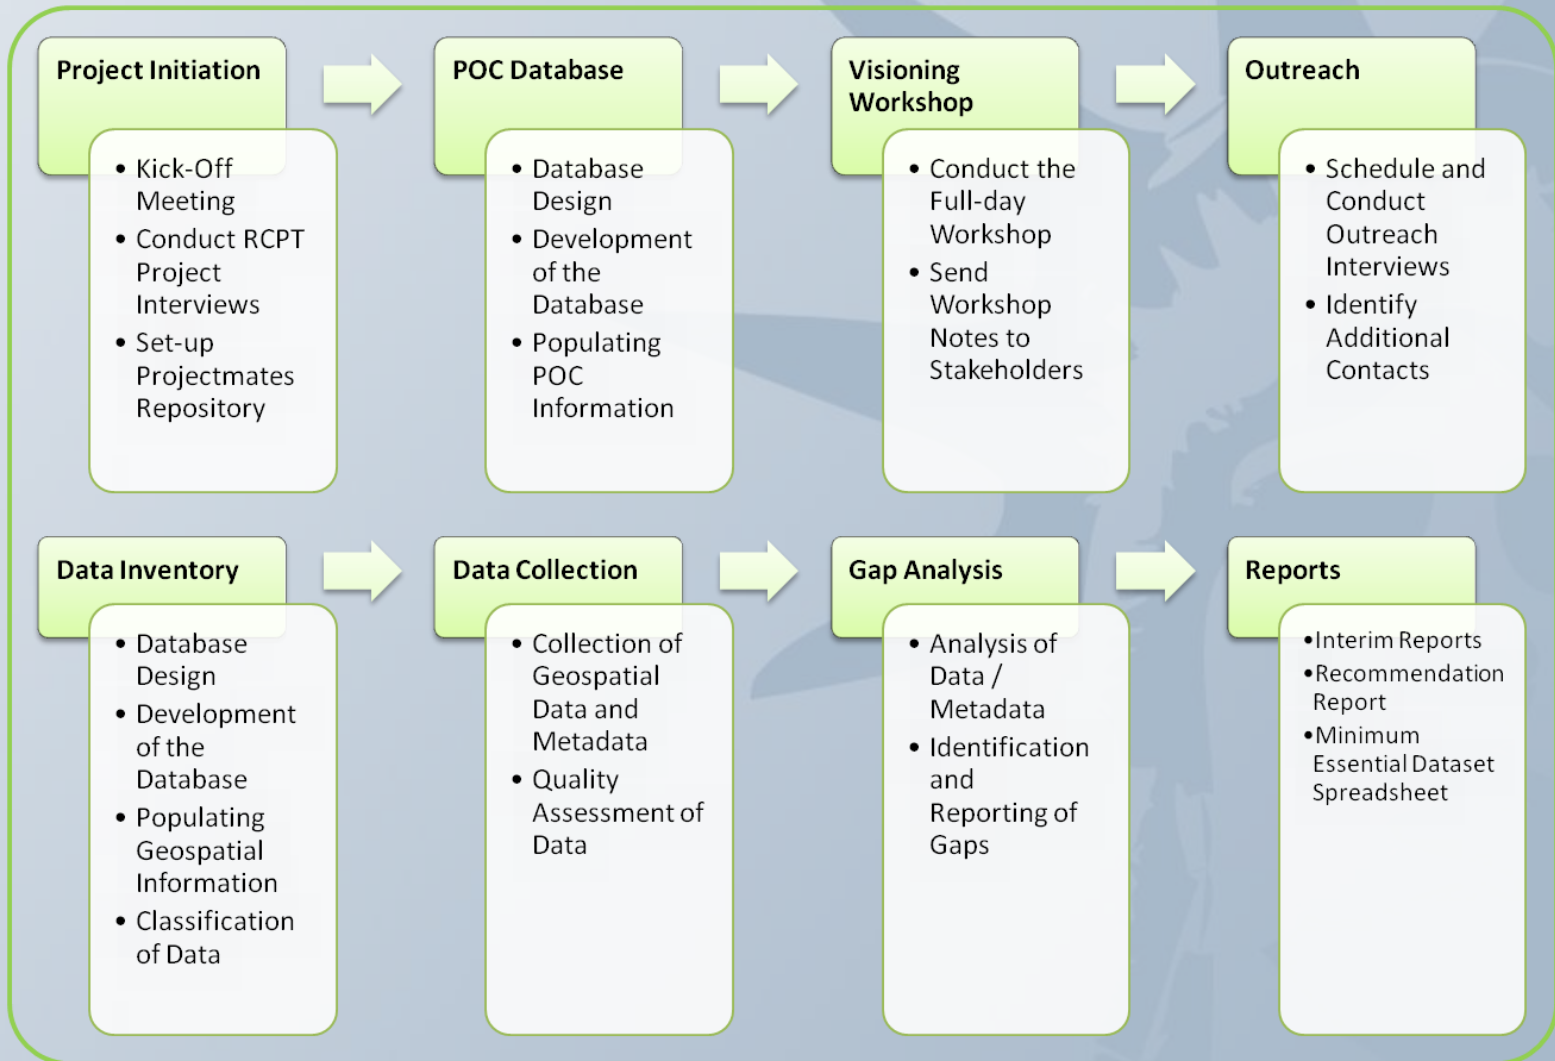 Project Initiation
• Kick-Off
Meeting
• Conduct RCPT
Project
Interviews
• Set-up
Projectmates
Repository
POC Database
• Database
Design
• Development
of the
Database
• Populating
POC
Information
Visioning
Workshop
• Conduct the
Full-day
Workshop
• Send
Workshop
Notes to
Stakeholders
Outreach
• Schedule and
Conduct
Outreach
Interviews
• Identify
Additional
Contacts
Data Inventory
• Database
Design
• Development
of the
Database
• Populating
Geospatial
Information
• Classification
of Data
Data Collection
• Collection of
Geospatial
Data and
Metadata
• Quality
Assessment of
Data
Gap Analysis
• Analysis of
Data /
Metadata
• Identification
and
Reporting of
Gaps
Reports
•Interim Reports
•Recommendation
Report
•Minimum
Essential Dataset
Spreadsheet